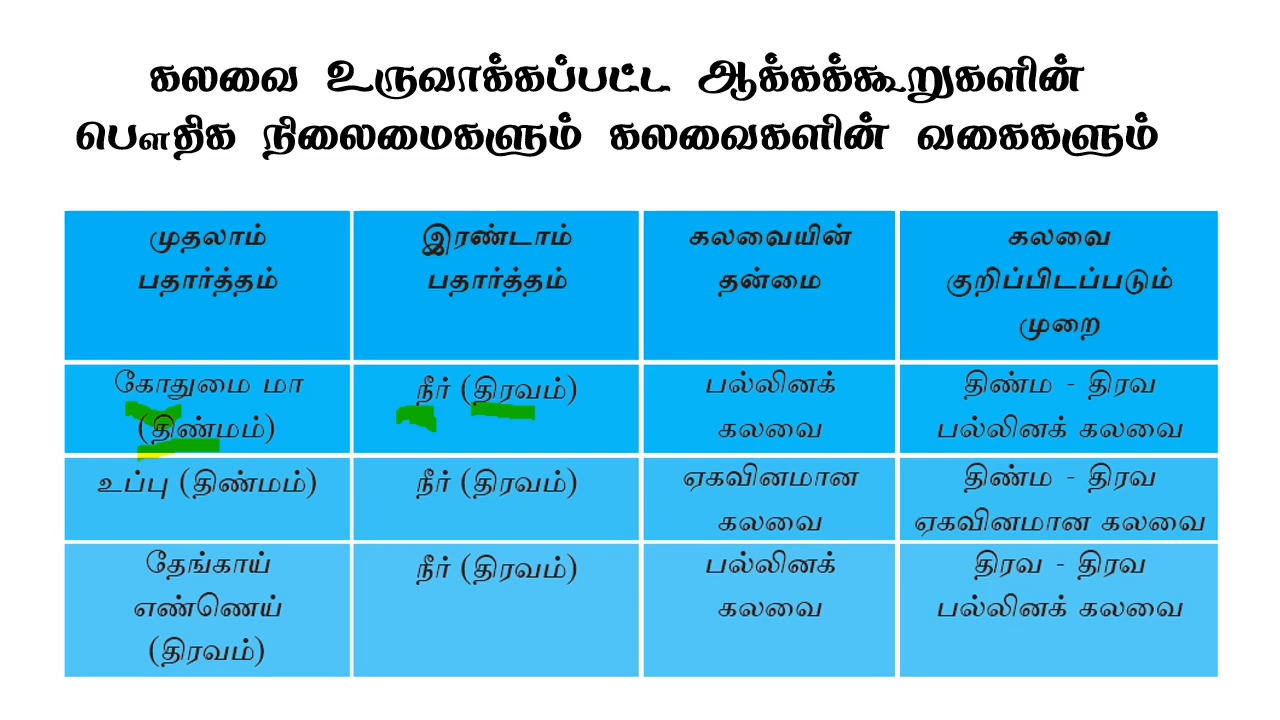 கலவை உருவாக்கப்பட்ட ஆக்கக்கூறுகளின்
பௌதிக நிலைமைகளும் கலவைகளின் வகைகளும்
முதலாம்
பதார்த்தம்
இரண்டாம்
பதார்த்தம்
கலவையின்
தன்மை
கலவை
குறிப்பிடப்படும்
முறை
கோதுமை மா
(திண்மம்)
நீர் (திரவம்)
பல்லினக்
கலவை
திண்ம - திரவ
பல்லினக் கலவை
உப்பு (திண்மம்)
நீர் (திரவம்)
ஏகவினமான
கலவை
திண்ம - திரவ
ஏகவினமான கலவை
தேங்காய்
எண்ணெய்
(திரவம்)
நீர் (திரவம்)
பல்லினக்
கலவை
திரவ - திரவ
பல்லினக் கலவை